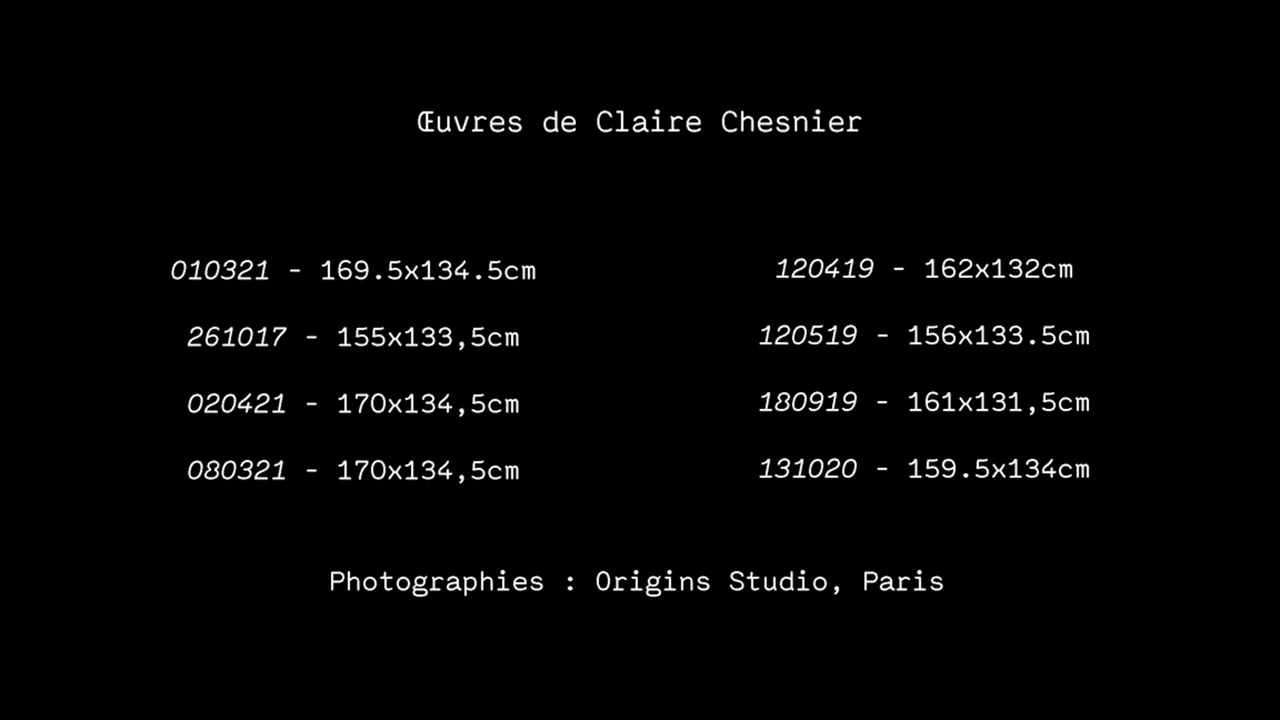 Œuvres de Claire Chesnier
010321 - 169.5x134.5cm
261017 - 155x133,5cm
020421 - 170x134,5cm
080321 - 170x134,5cm
120419 - 162x132cm
120519 - 156x133.5cm
180919 - 161x131,5cm
131020 - 159.5x134cm
Photographies : Origins Studio, Paris